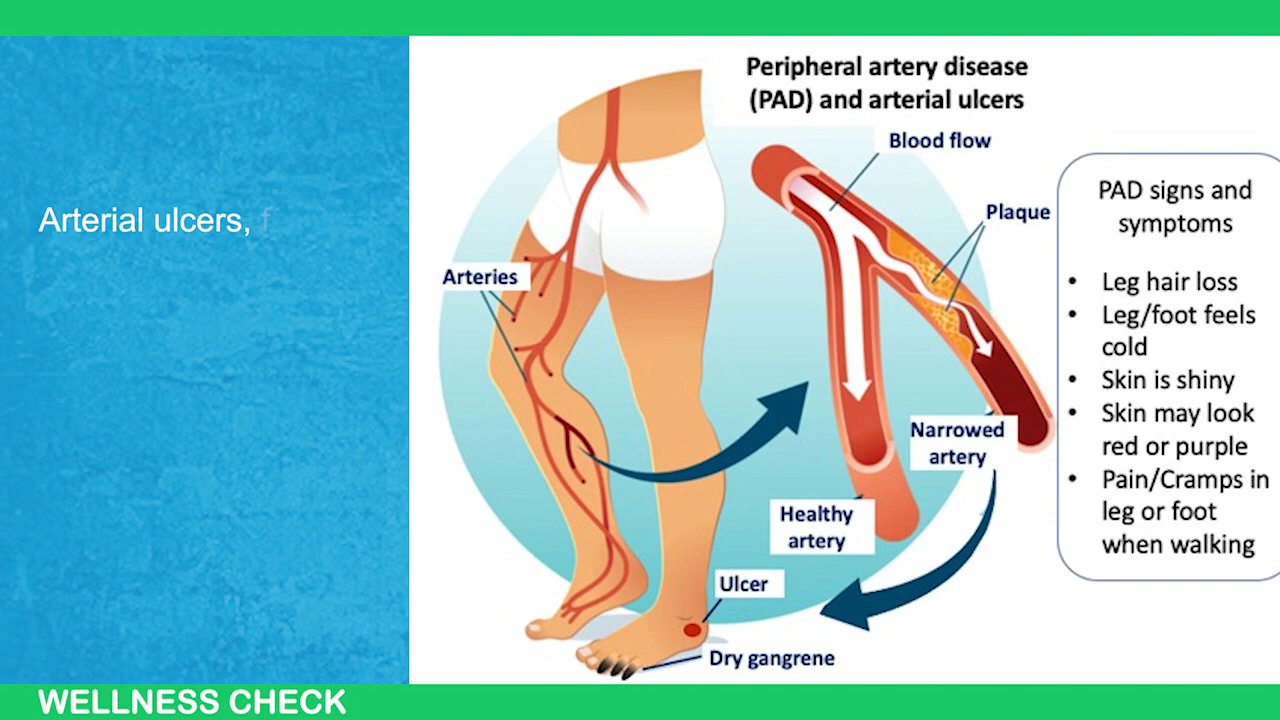 Arterial ulcers, f
Peripheral artery disease
(PAD) and arterial ulcers
Blood flow
Plaque
Arteries
Narrowed
artery
Healthy
artery
Ulcer
Dry gangrene
PAD signs and
symptoms
• Leg hair loss
• Leg/foot feels
cold
• Skin is shiny
• Skin may look
red or purple
• Pain/Cramps in
leg or foot
when walking
WELLNESS CHECK